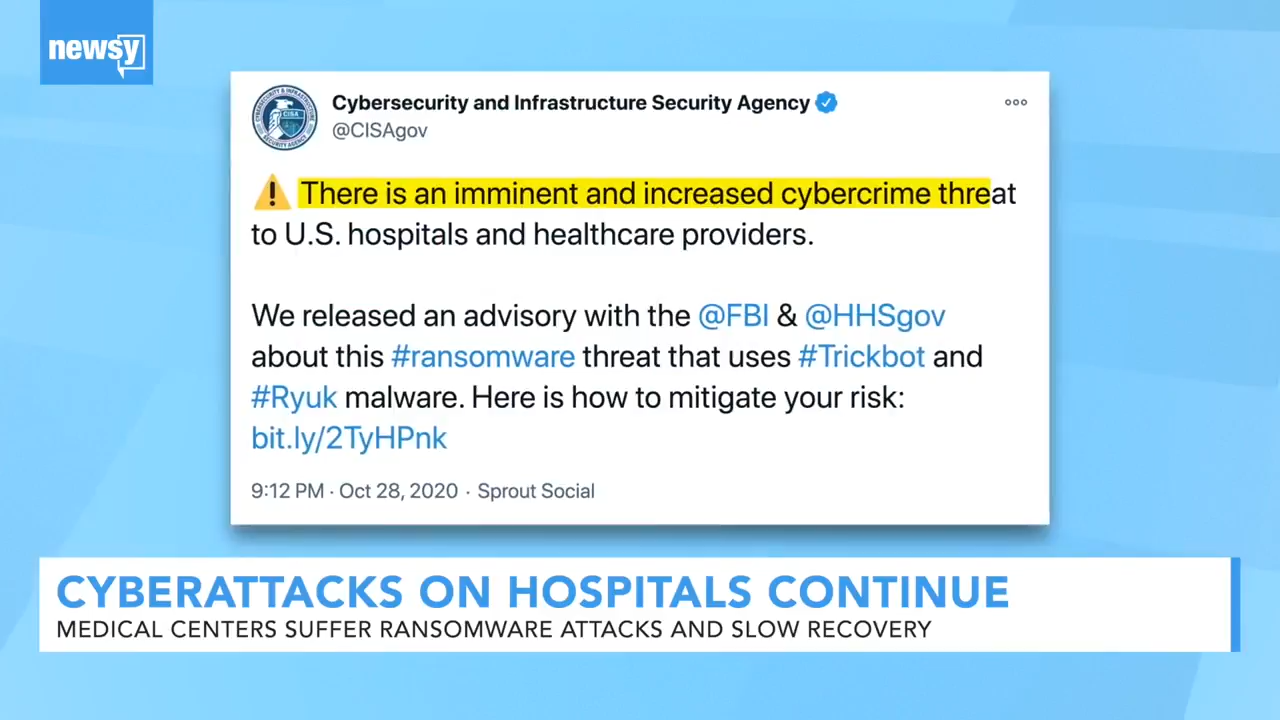 newsy
Cybersecurity and Infrastructure Security Agency
@CISAgov
There is an imminent and increased cybercrime threat
to U.S. hospitals and healthcare providers.
We released an advisory with the @FBI & @HHSgov
about this #ransomware threat that uses #Trickbot and
#Ryuk malware. Here is how to mitigate your risk:
bit.ly/2TyHPnk
9:12 PM · Oct 28, 2020 · Sprout Social
CYBERATTACKS ON HOSPITALS CONTINUE
MEDICAL CENTERS SUFFER RANSOMWARE ATTACKS AND SLOW RECOVERY